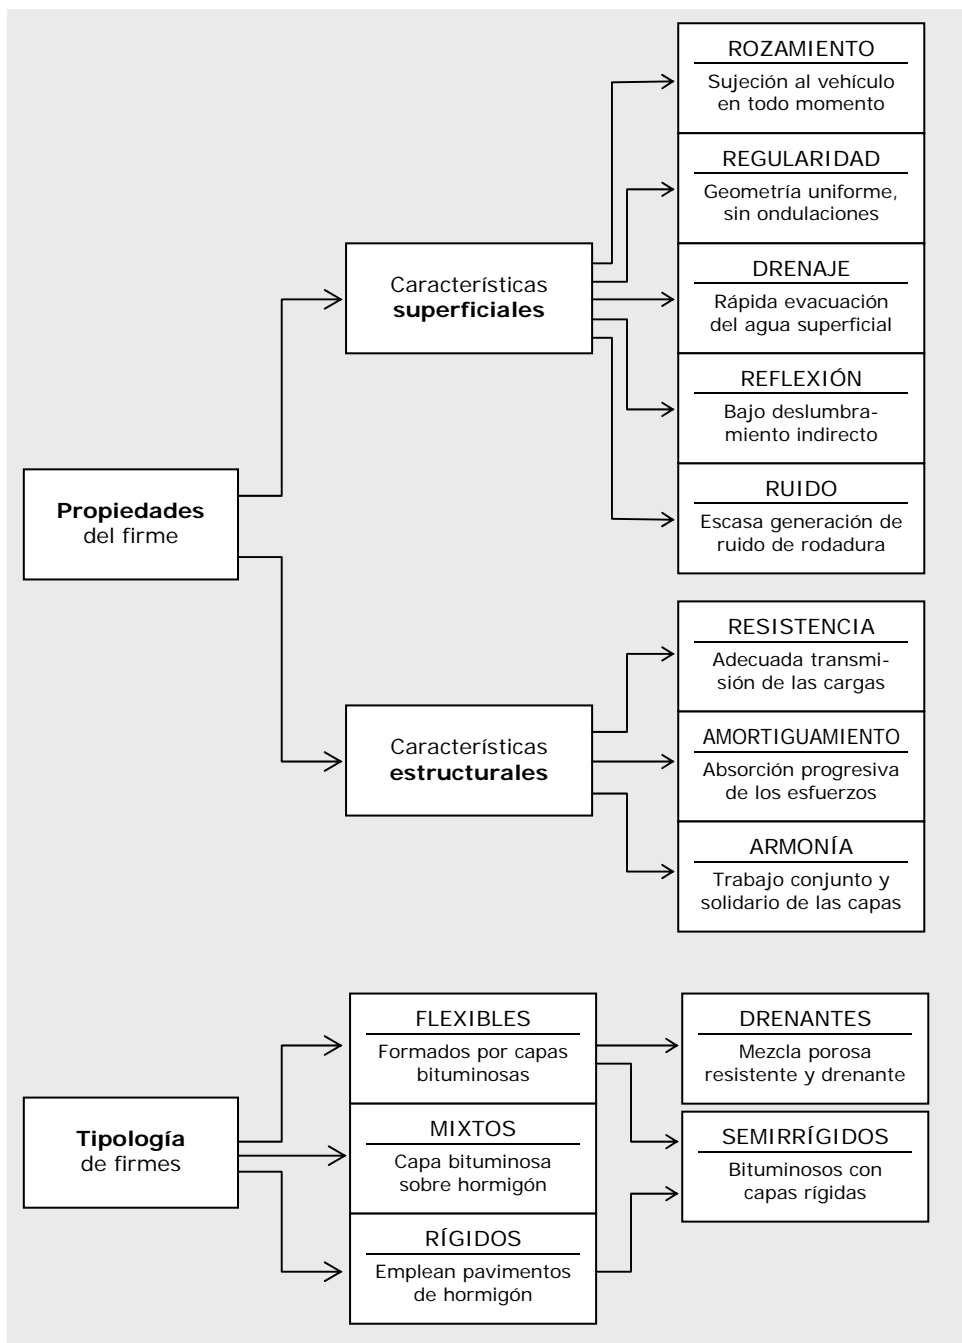 Propiedades
del firme
Características
superficiales
ROZAMIENTO
Sujeción al vehículo
en todo momento
REGULARIDAD
Geometría uniforme,
sin ondulaciones
DRENAJE
Rápida evacuación
del agua superficial
REFLEXIÓN
Bajo deslumbra-
miento indirecto
RUIDO
Escasa generación de
ruido de rodadura
Características
estructurales
RESISTENCIA
Adecuada transmi-
sión de las cargas
AMORTIGUAMIENTO
Absorción progresiva
de los esfuerzos
ARMONÍA
Trabajo conjunto y
solidario de las capas
Tipología
de firmes
FLEXIBLES
Formados por capas
bituminosas
MIXTOS
Capa bituminosa
sobre hormigón
RÍGIDOS
Emplean pavimentos
de hormigón
DRENANTES
Mezcla porosa
resistente y drenante
SEMIRRÍGIDOS
Bituminosos con
capas rígidas